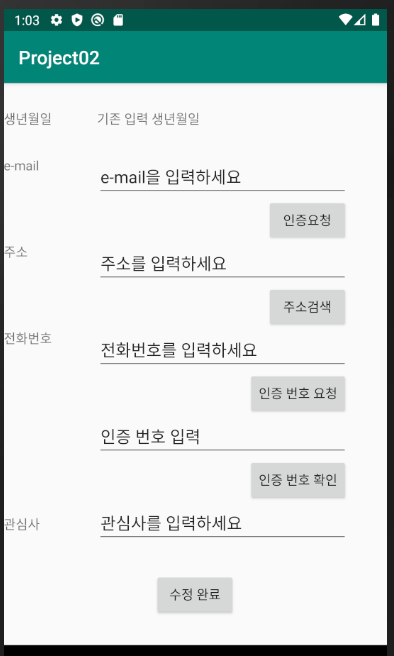 1:03
Project02
생년월일 기존 입력 생년월일
e-mail
e-mail을 입력하세요
인증요청
주소
주소를 입력하세요
주소검색
전화번호
전화번호를 입력하세요
인증 번호 요청
인증 번호 입력
인증 번호 확인
관심사 관심사를 입력하세요
수정 완료